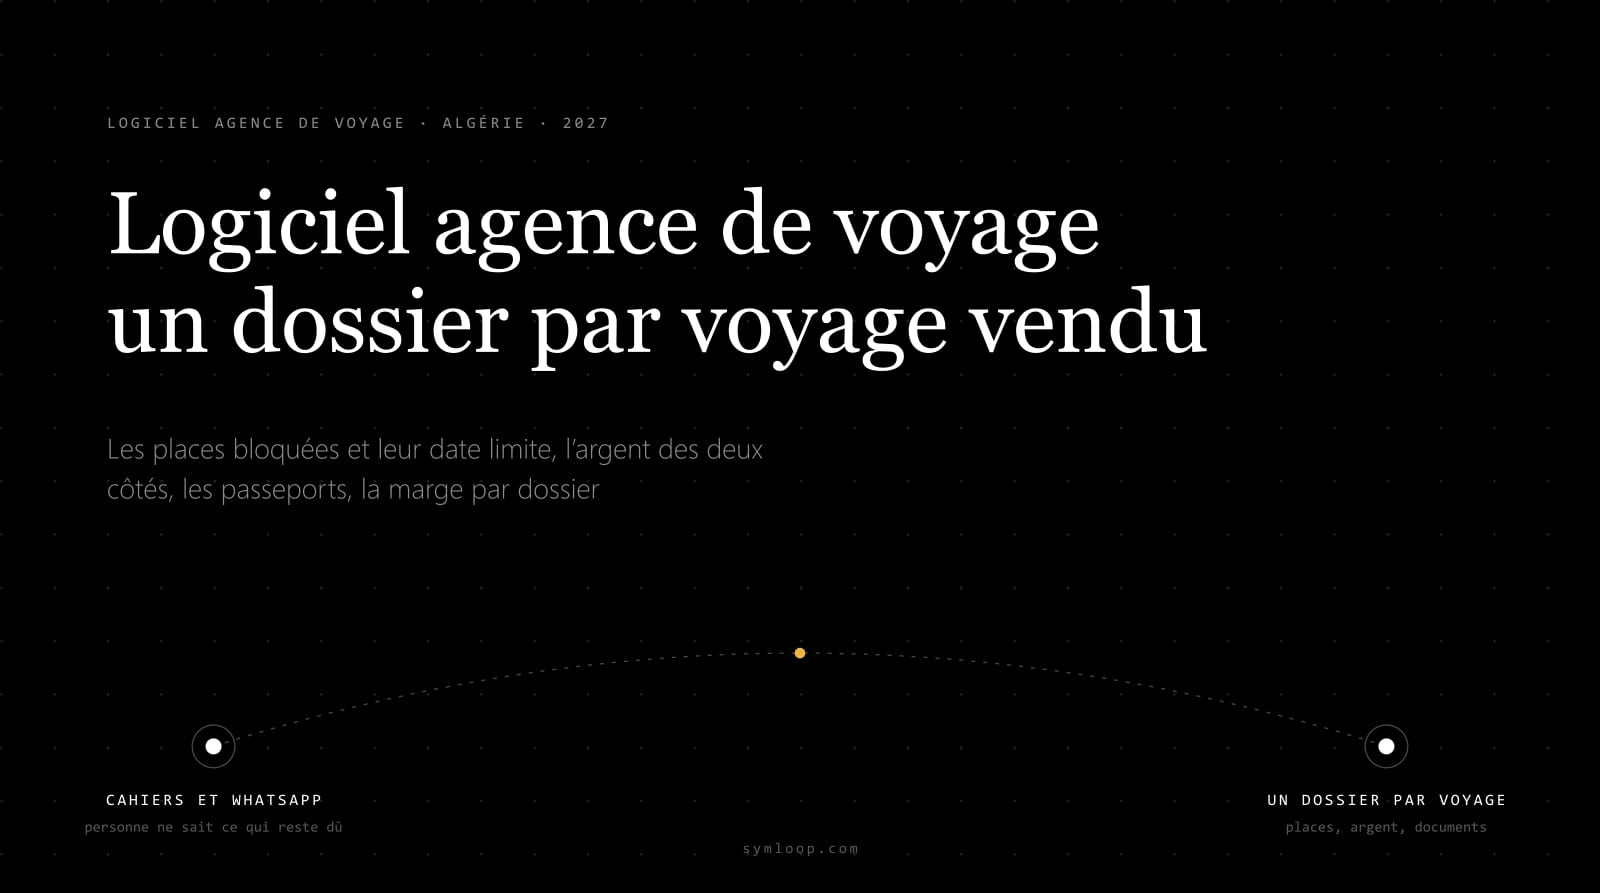 LOGICIEL AGENCE DE VOYAGE · ALGÉRIE · 2027
Logiciel agence de voyage
un dossier par voyage vendu
Les places bloquées et leur date limite, l’argent des deux
côtés, les passeports, la marge par dossier
CAHIERS ET WHATSAPP
personne ne sait ce qui reste dû
UN DOSSIER PAR VOYAGE
places, argent, documents
symloop.com